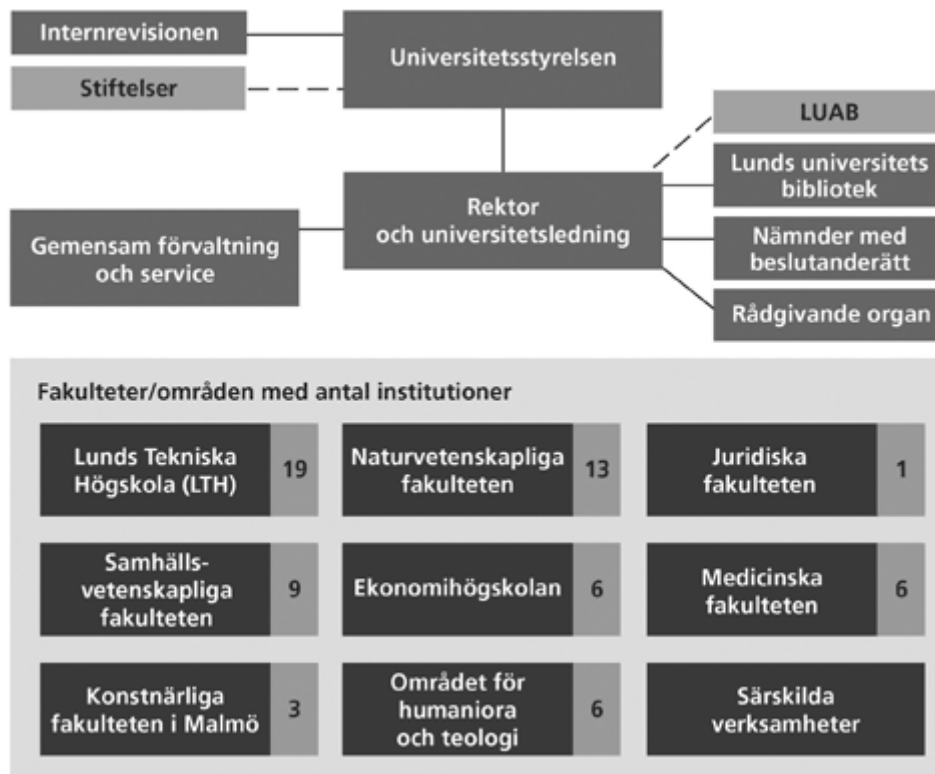 Internrevisionen
Universitetsstyrelsen
Stiftelser
LUAB
Lunds universitets
bibliotek
Rektor
och universitetsledning
Gemensam förvaltning
och service
Nämnder med
beslutanderätt
Rådgivande organ
Fakulteter/områden med antal institutioner
Lunds Tekniska
Högskola (LTH)
19
Naturvetenskapliga
fakulteten
13
Juridiska
fakulteten
1
Samhälls-
vetenskapliga
fakulteten
9
Ekonomihögskolan
6
Medicinska
fakulteten
6
Konstnärliga
fakulteten i Malmö
3
Området för
humaniora
och teologi
6
Särskilda
verksamheter